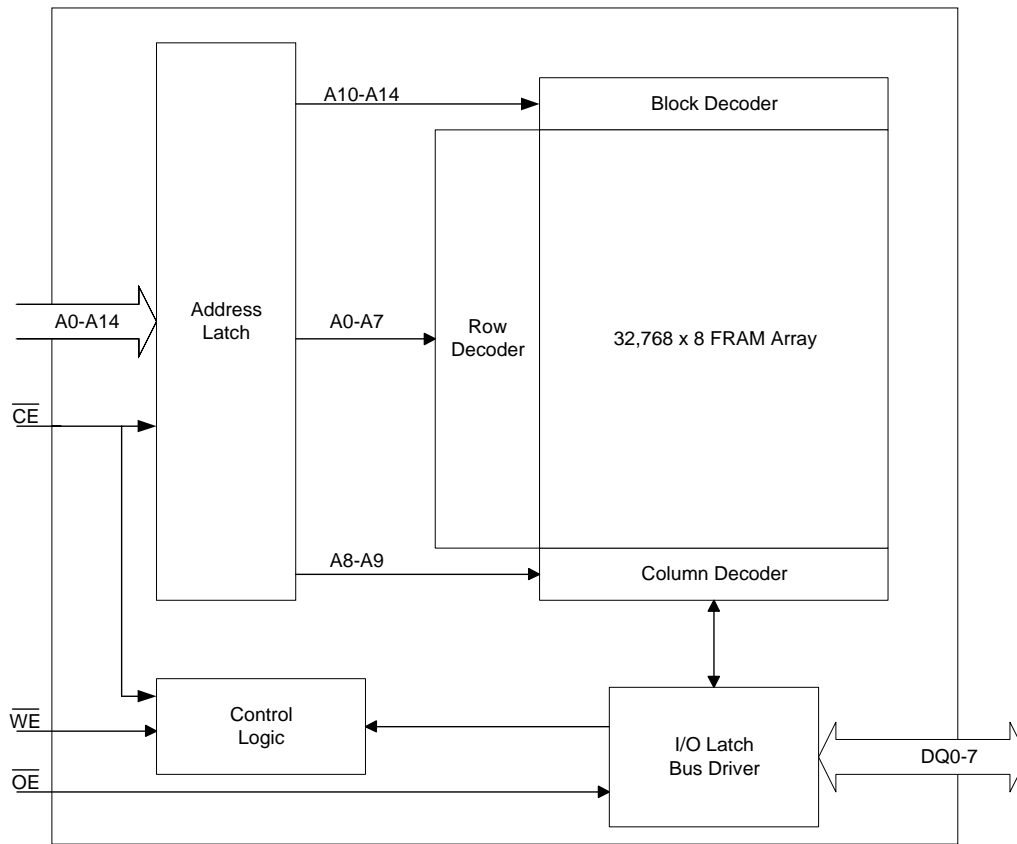 A10-A14
Block Decoder
A0-A14
Address
Latch
A0-A7
Row
Decoder
32,768 x 8 FRAM Array
CE
A8-A9
Column Decoder
WE
Control
Logic
I/O Latch
Bus Driver
DQ0-7
OE